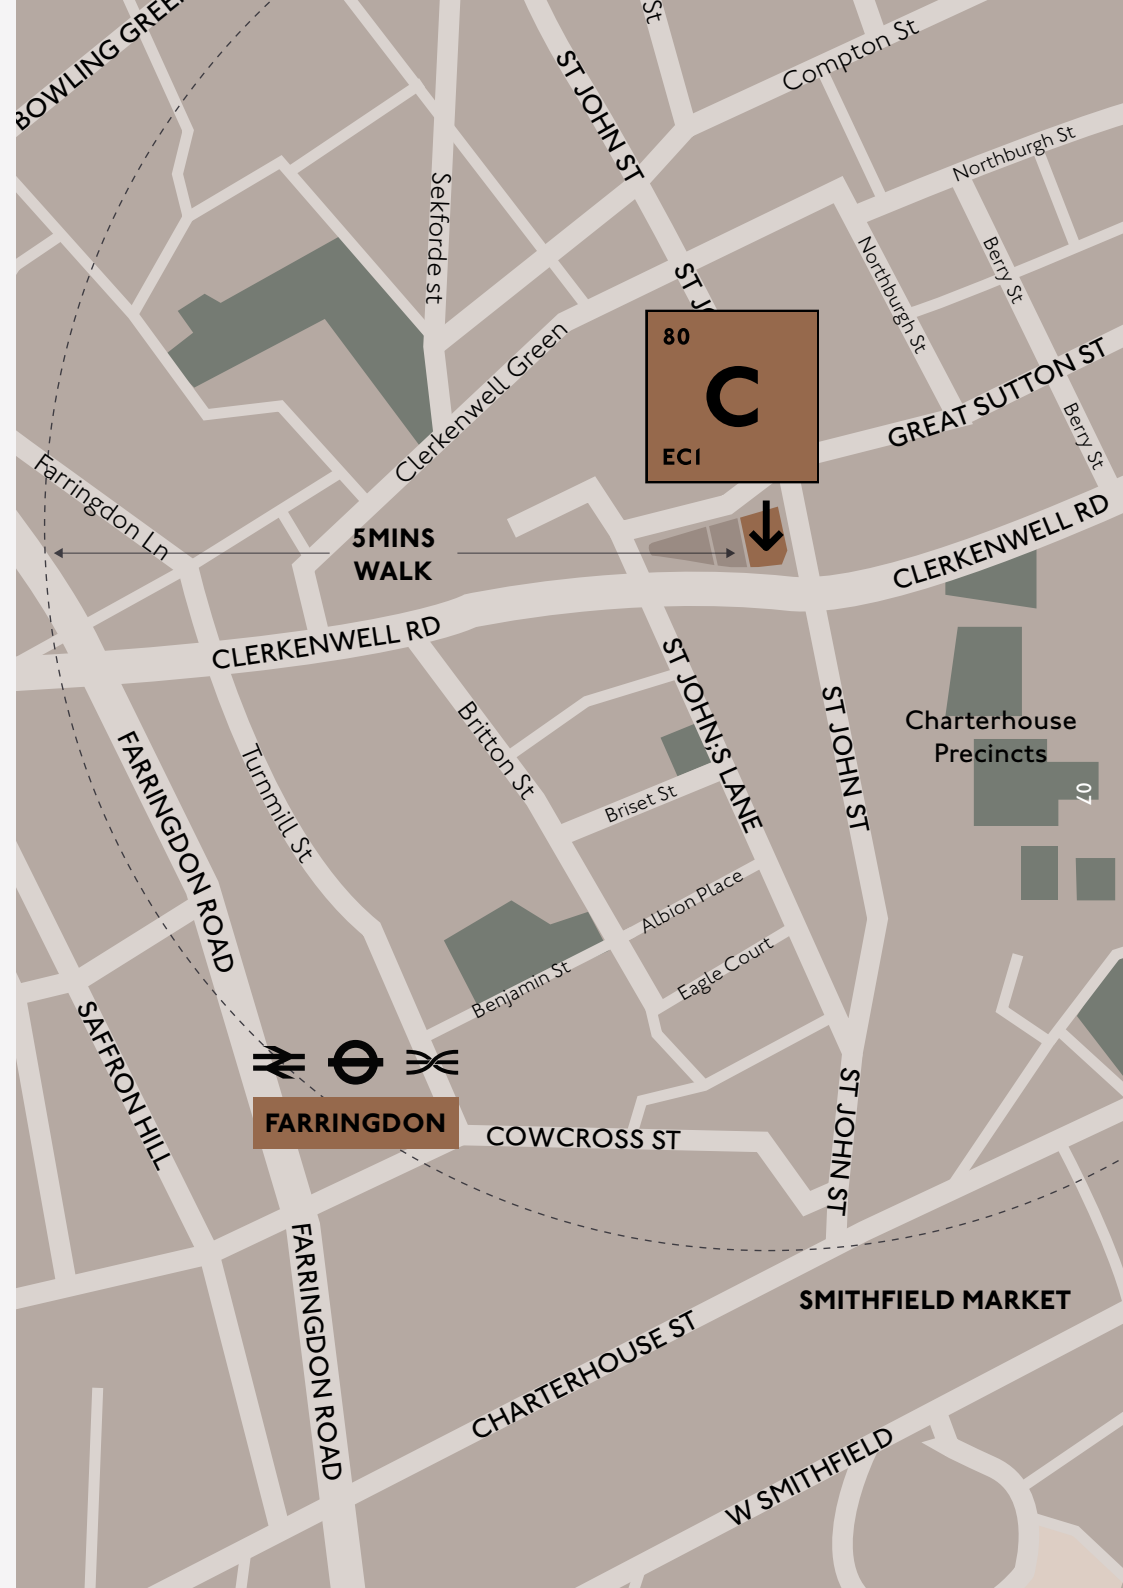 BOWLING GREE
St
Compton St
ST JOHN ST
Northburgh St
Sekforde st
Northburgh St
Berry St
ST JO
80
C
EC1
Clerkenwell Green
GREAT SUTTON ST
Berry St
Farringdon Ln
5MINS
WALK
CLERKENWELL RD
CLERKENWELL RD
ST JOHN;S LANE
ST JOHN ST
Charterhouse
Precincts
07
Britton St
FARRINGDON ROAD
Turnmill St
Briset St
Albion Place
Eagle Court
Benjamin St
SAFFRON HILL
FARRINGDON
COWCROSS ST
ST JOHN ST
FARRINGDON ROAD
SMITHFIELD MARKET
CHARTERHOUSE ST
W SMITHFIELD